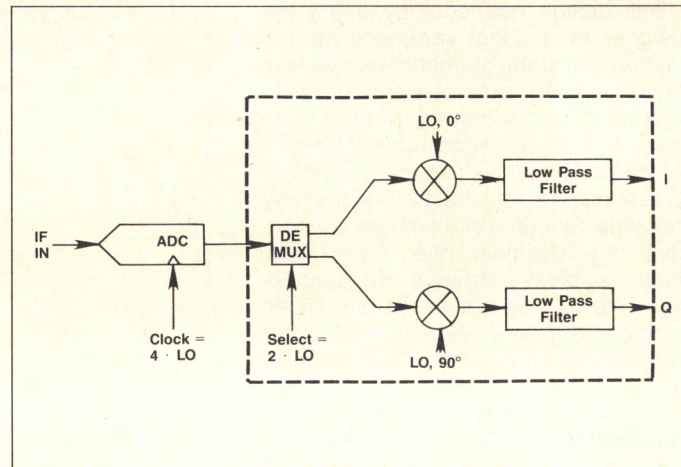 LO, 0°
Low Pass
Filter
I
IF
IN
ADC
DE
MUX
Clock =
4 · LO
Select =
2 · LO
LO, 90°
Low Pass
Filter
Q